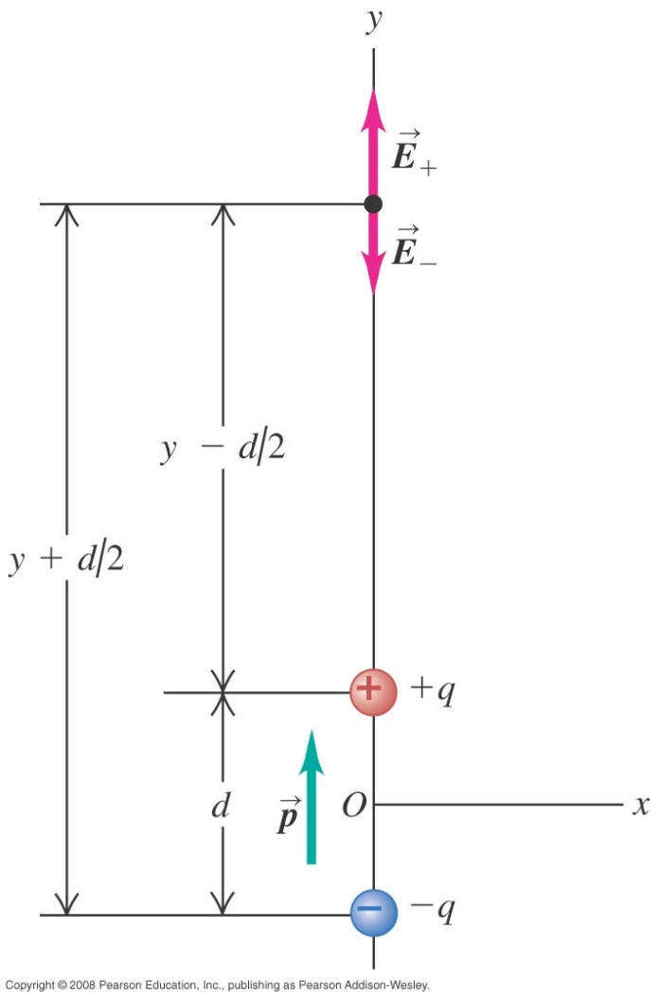 y
E⃗+
E⃗−
y − d/2
y + d/2
+
+q
d
p⃗
O
x
−
−q
Copyright © 2008 Pearson Education, Inc., publishing as Pearson Addison-Wesley.